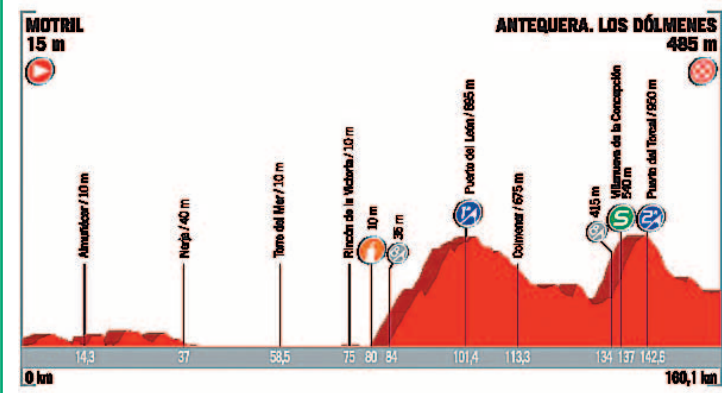 MOTRIL
15 m
ANTEQUERA. LOS DÓLMENES
485 m
Almuñécar / 10 m
Nerja / 40 m
Torre del Mar / 10 m
Rincón de la Victoria / 10 m
10 m
35 m
Puerto del León / 895 m
1ª
Colmenar / 675 m
415 m
Villanueva de la Concepción
540 m
S
Puerto del Torcal / 950 m
2ª
14,3
37
58,5
75
80
84
101,4
113,3
134
137
142,6
0 km
160,1 km